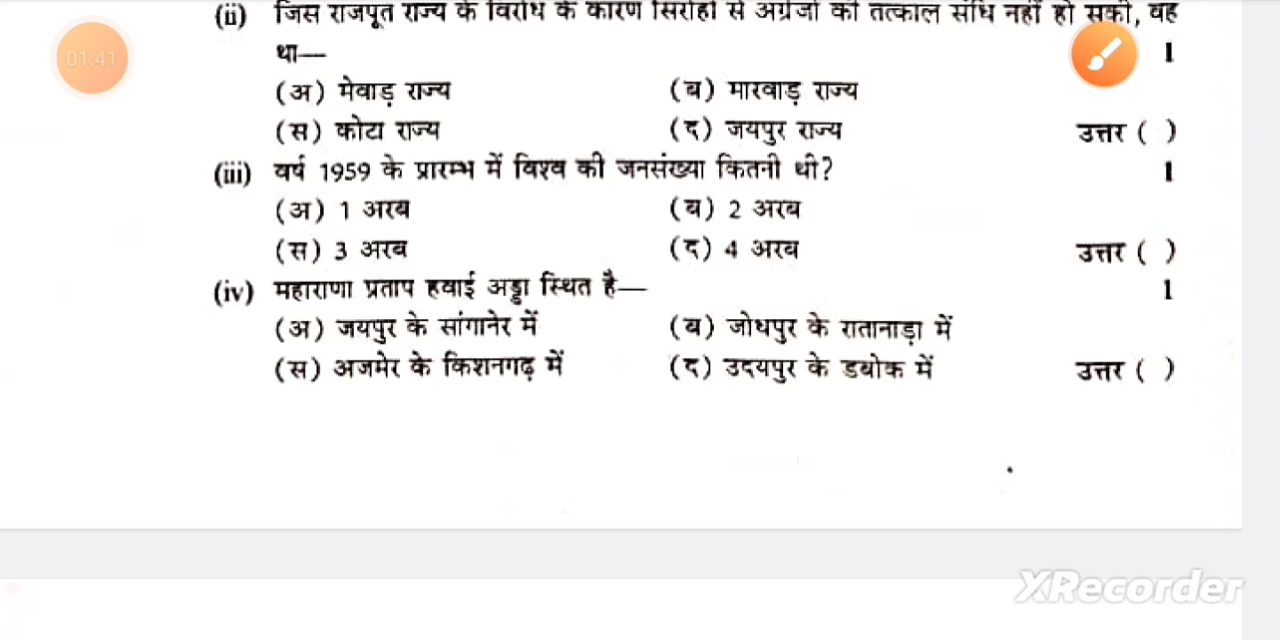 (ii) जिस राजपूत राज्य के विरोध के कारण सिरोही से अंग्रेजों की तत्काल संधि नहीं हो सकी, वह
था— 1
(अ) मेवाड़ राज्य (ब) मारवाड़ राज्य
(स) कोटा राज्य (द) जयपुर राज्य उत्तर ( )
(iii) वर्ष 1959 के प्रारम्भ में विश्व की जनसंख्या कितनी थी? 1
(अ) 1 अरब (ब) 2 अरब
(स) 3 अरब (द) 4 अरब उत्तर ( )
(iv) महाराणा प्रताप हवाई अड्डा स्थित है— 1
(अ) जयपुर के सांगानेर में (ब) जोधपुर के रातानाड़ा में
(स) अजमेर के किशनगढ़ में (द) उदयपुर के डबोक में उत्तर ( )
01:41
XRecorder